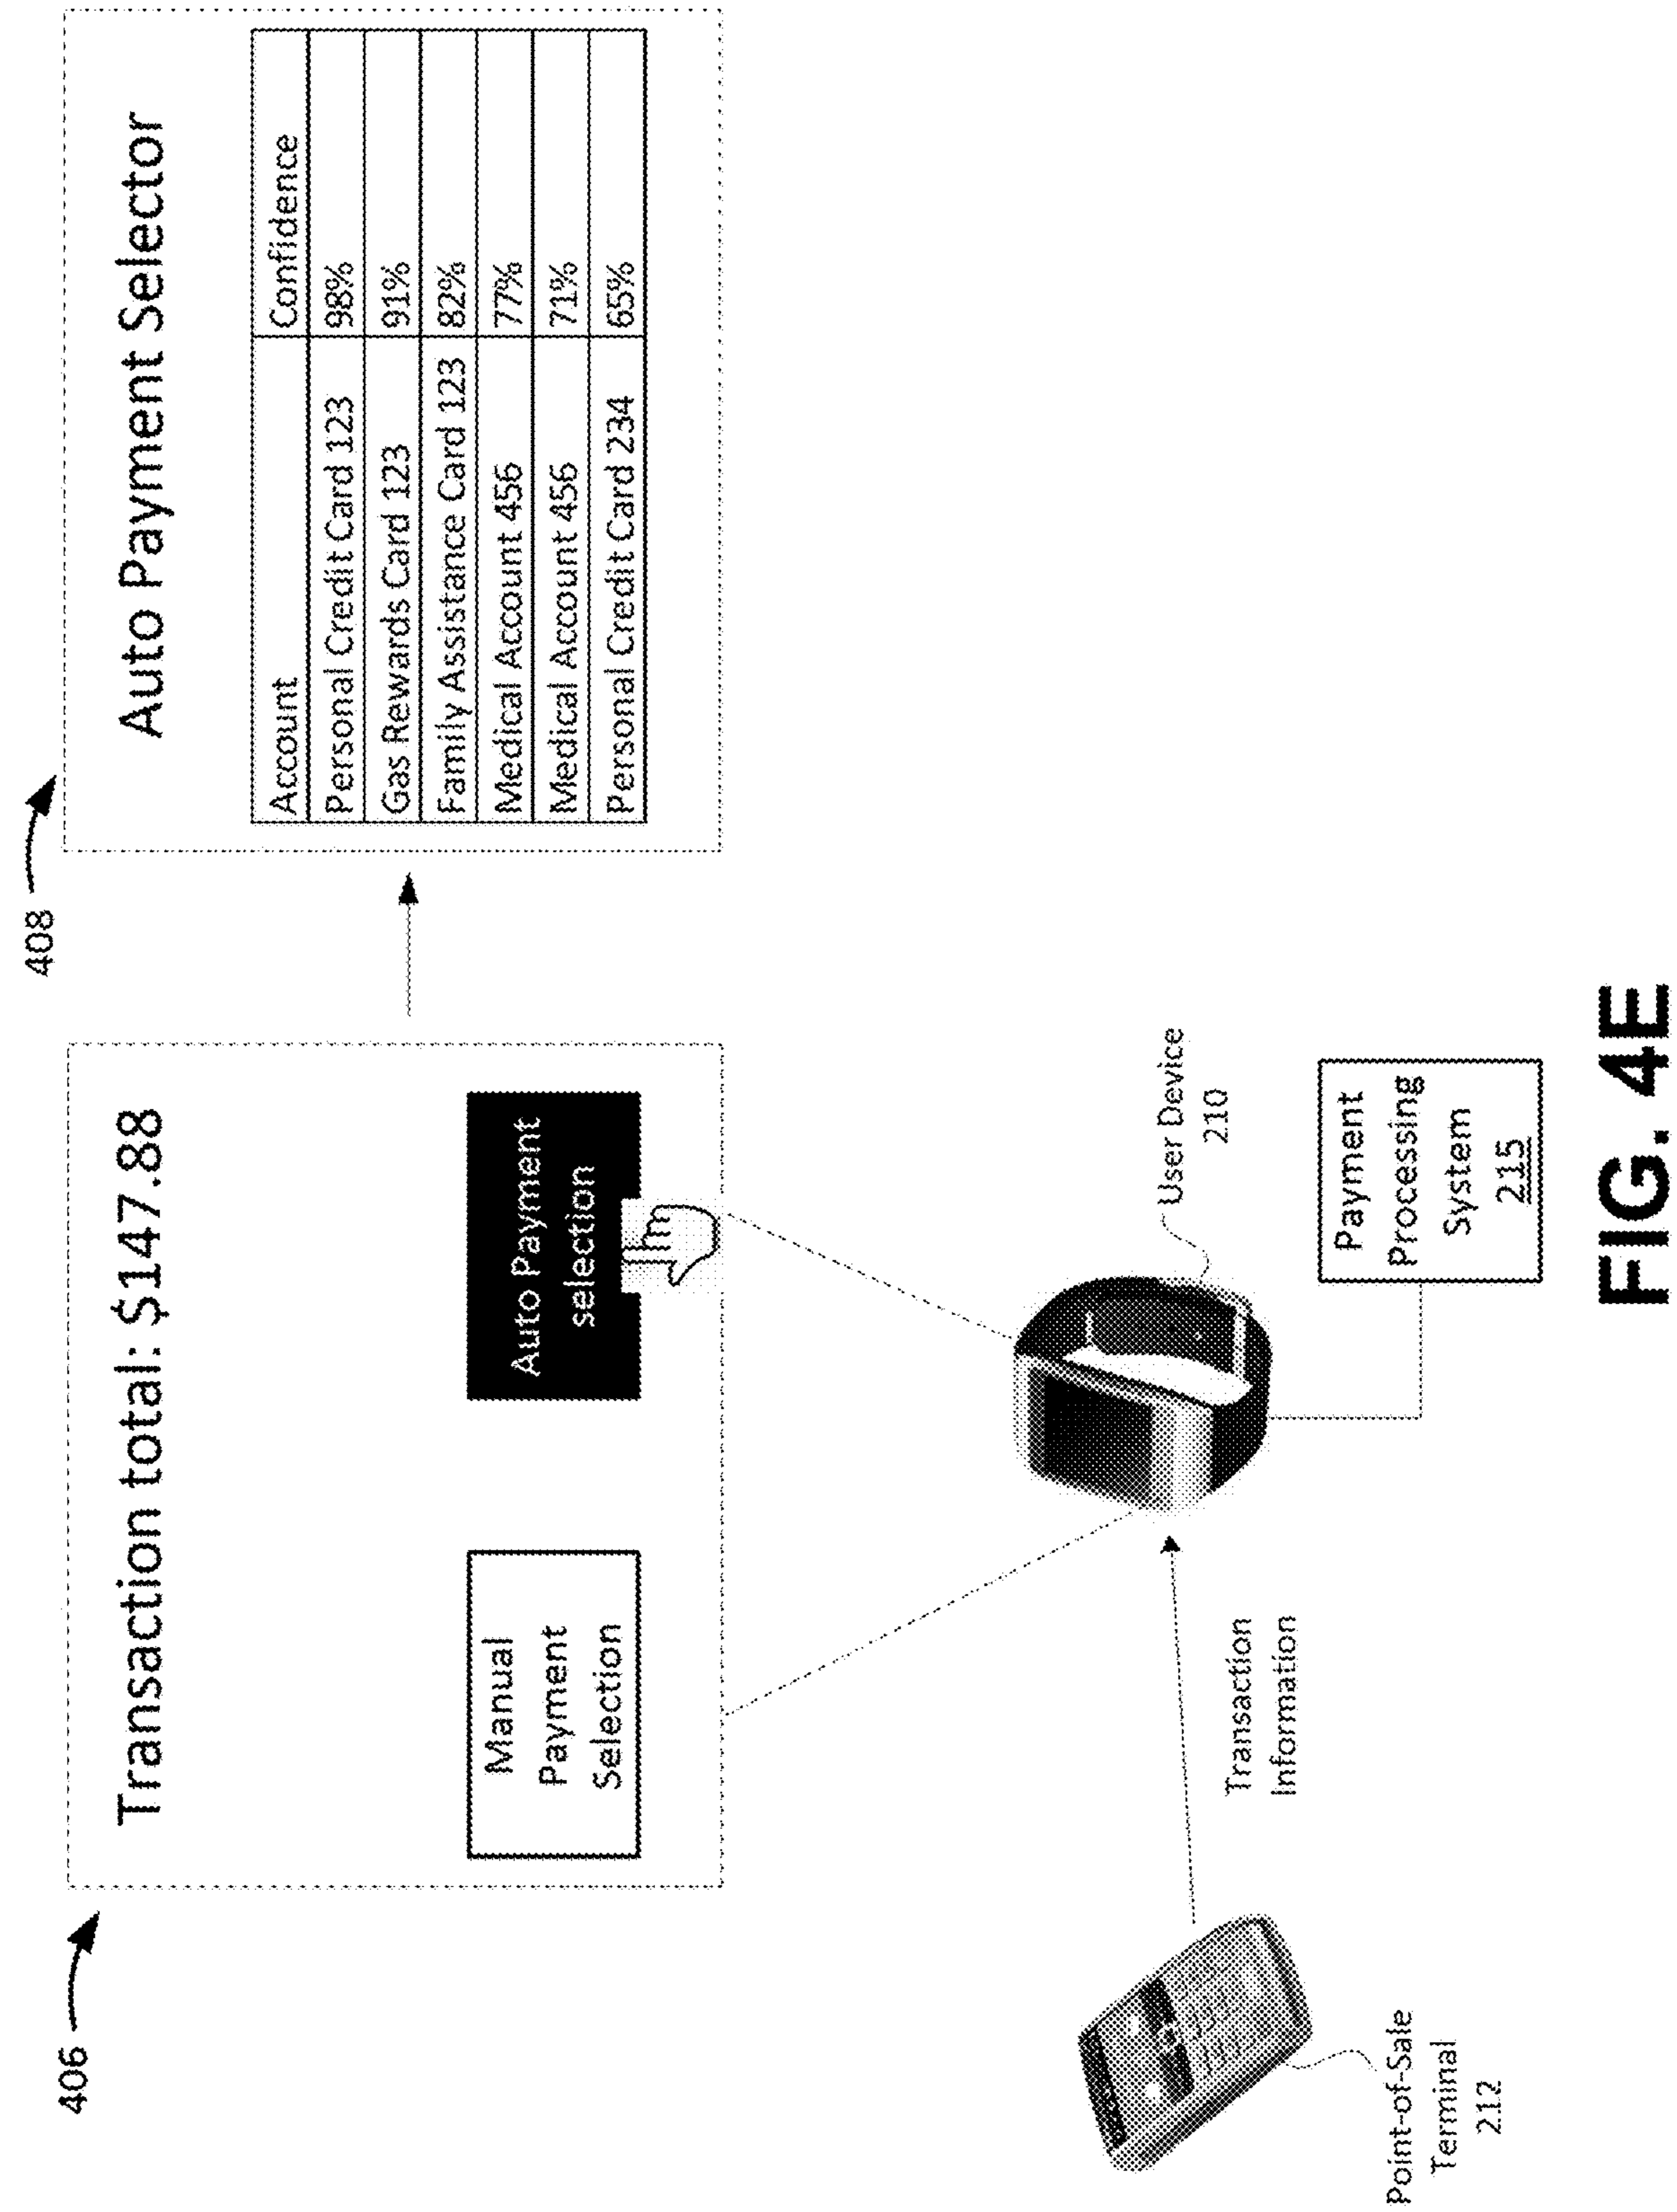 406
Transaction total: $147.88
Manual
Payment
Selection
Auto Payment
selection
408
Auto Payment Selector
Account Confidence
Personal Credit Card 123 98%
Gas Rewards Card 123 91%
Family Assistance Card 123 82%
Medical Account 456 77%
Medical Account 456 71%
Personal Credit Card 234 65%
Point-of-Sale
Terminal
212
Transaction
Information
User Device
210
Payment
Processing
System
215
FIG. 4E